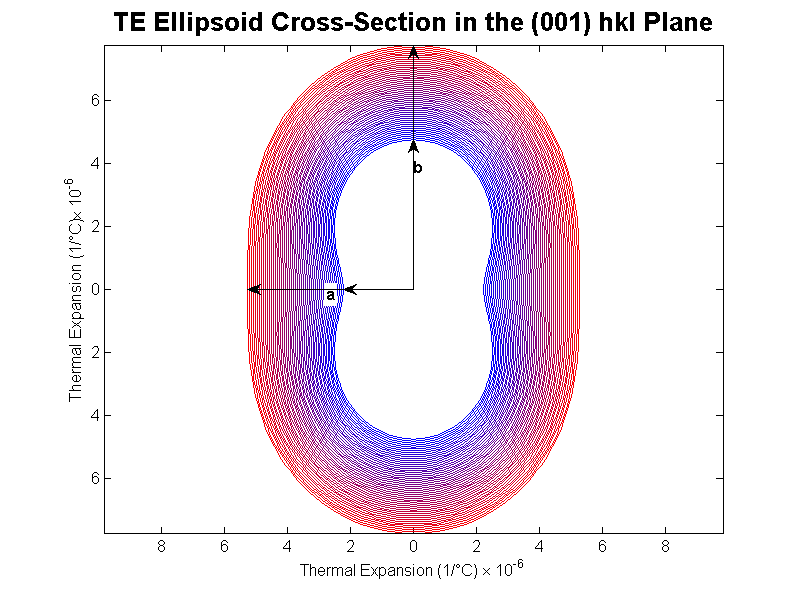 TE Ellipsoid Cross-Section in the (001) hkl Plane
6
4
2
0
2
4
6
Thermal Expansion (1/°C)× 10^-6
b
a
8 6 4 2 0 2 4 6 8
Thermal Expansion (1/°C) × 10^-6